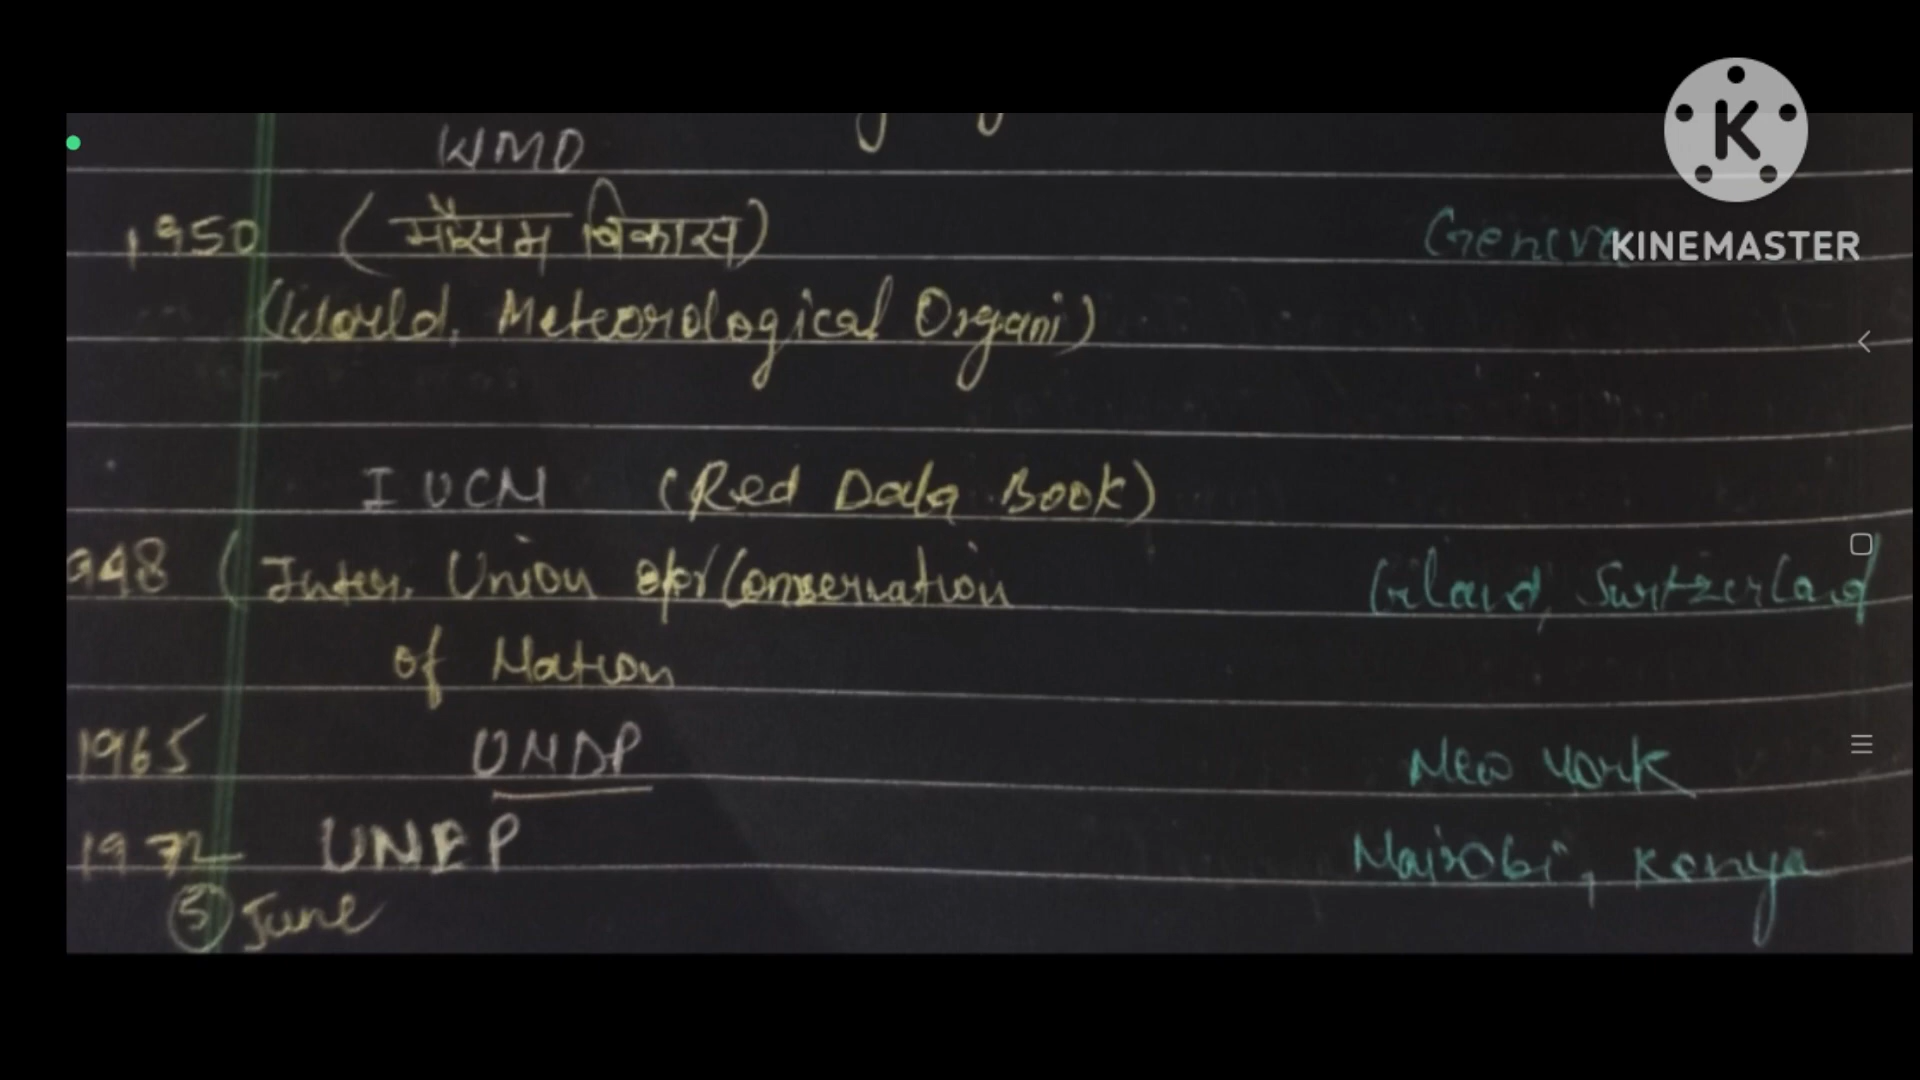 WMO
1950 (मौसम विकास) Geneva
KINEMASTER
(World. Meteorological Organi)
IUCN (Red Data Book)
948 (Inter. Union for Conservation Gland, Switzerland
of Nation
1965 UNDP New York
1972 UNEP Nairobi, Kenya
5 June